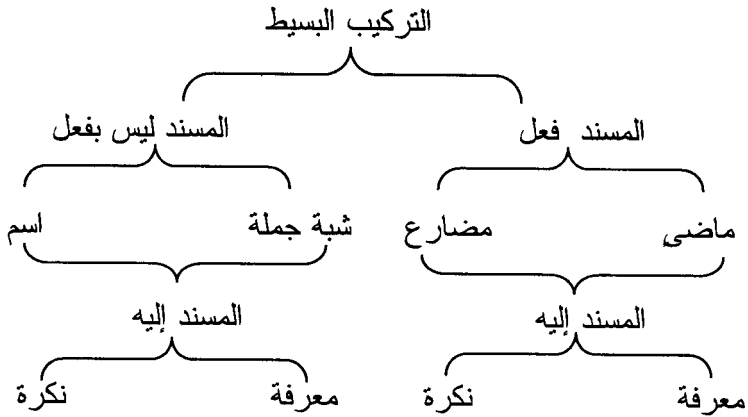 التركيب البسيط
المسند فعل المسند ليس بفعل
ماضي مضارع شبة جملة اسم
المسند إليه المسند إليه
معرفة نكرة معرفة نكرة